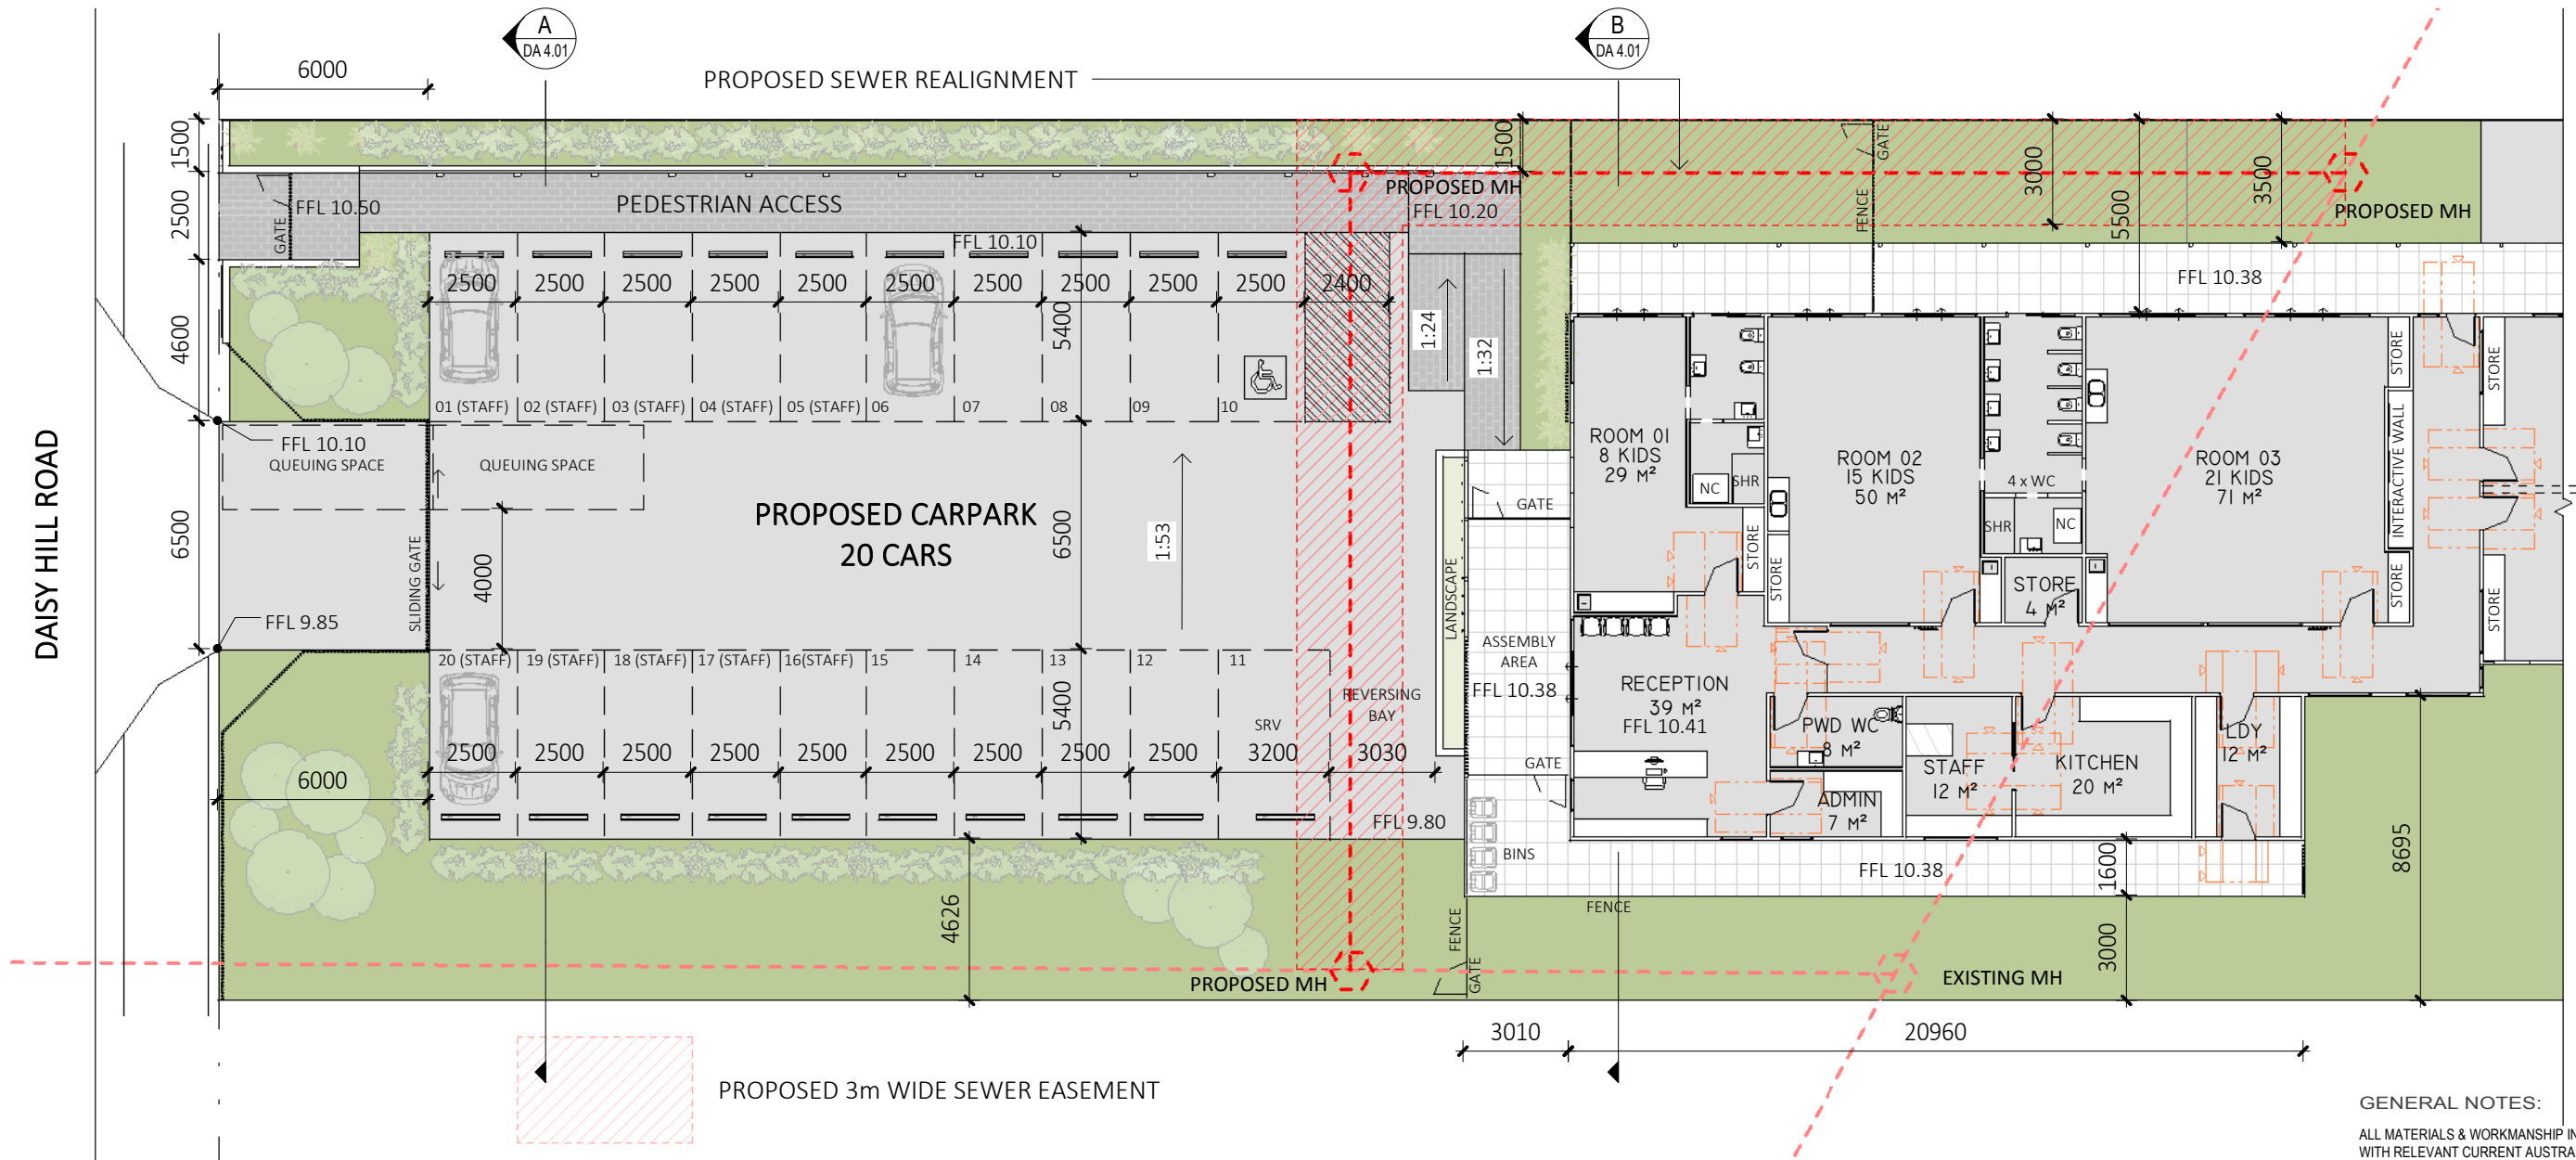 A
DA 4.01
B
DA 4.01
6000
PROPOSED SEWER REALIGNMENT
1500
2500
4600
6500
1500
3000
5500
3500
GATE
FENCE
PROPOSED MH
PROPOSED MH
GATE
FFL 10.50
PEDESTRIAN ACCESS
FFL 10.20
FFL 10.10
FFL 10.38
2500
2500
2500
2500
2500
2500
2500
2500
2500
2500
2400
5400
1:24
1:32
01 (STAFF)
02 (STAFF)
03 (STAFF)
04 (STAFF)
05 (STAFF)
06
07
08
09
10
DAISY HILL ROAD
FFL 10.10
QUEUING SPACE
QUEUING SPACE
SLIDING GATE
4000
PROPOSED CARPARK
20 CARS
6500
1:53
FFL 9.85
LANDSCAPE
GATE
ASSEMBLY
AREA
FFL 10.38
ROOM 01
8 KIDS
29 M²
NC
SHR
STORE
STORE
ROOM 02
15 KIDS
50 M²
4 x WC
SHR
NC
STORE
4 M²
ROOM 03
21 KIDS
71 M²
STORE
INTERACTIVE WALL
STORE
STORE
STORE
20 (STAFF)
19 (STAFF)
18 (STAFF)
17 (STAFF)
16(STAFF)
15
14
13
12
11
SRV
REVERSING
BAY
5400
2500
2500
2500
2500
2500
2500
2500
2500
2500
3200
3030
6000
FFL 9.80
GATE
BINS
RECEPTION
39 M²
FFL 10.41
PWD WC
8 M²
ADMIN
7 M²
STAFF
12 M²
KITCHEN
20 M²
LDY
12 M²
FFL 10.38
1600
8695
4626
FENCE
FENCE
GATE
3000
PROPOSED MH
EXISTING MH
3010
20960
PROPOSED 3m WIDE SEWER EASEMENT
GENERAL NOTES:
ALL MATERIALS & WORKMANSHIP IN
WITH RELEVANT CURRENT AUSTRA